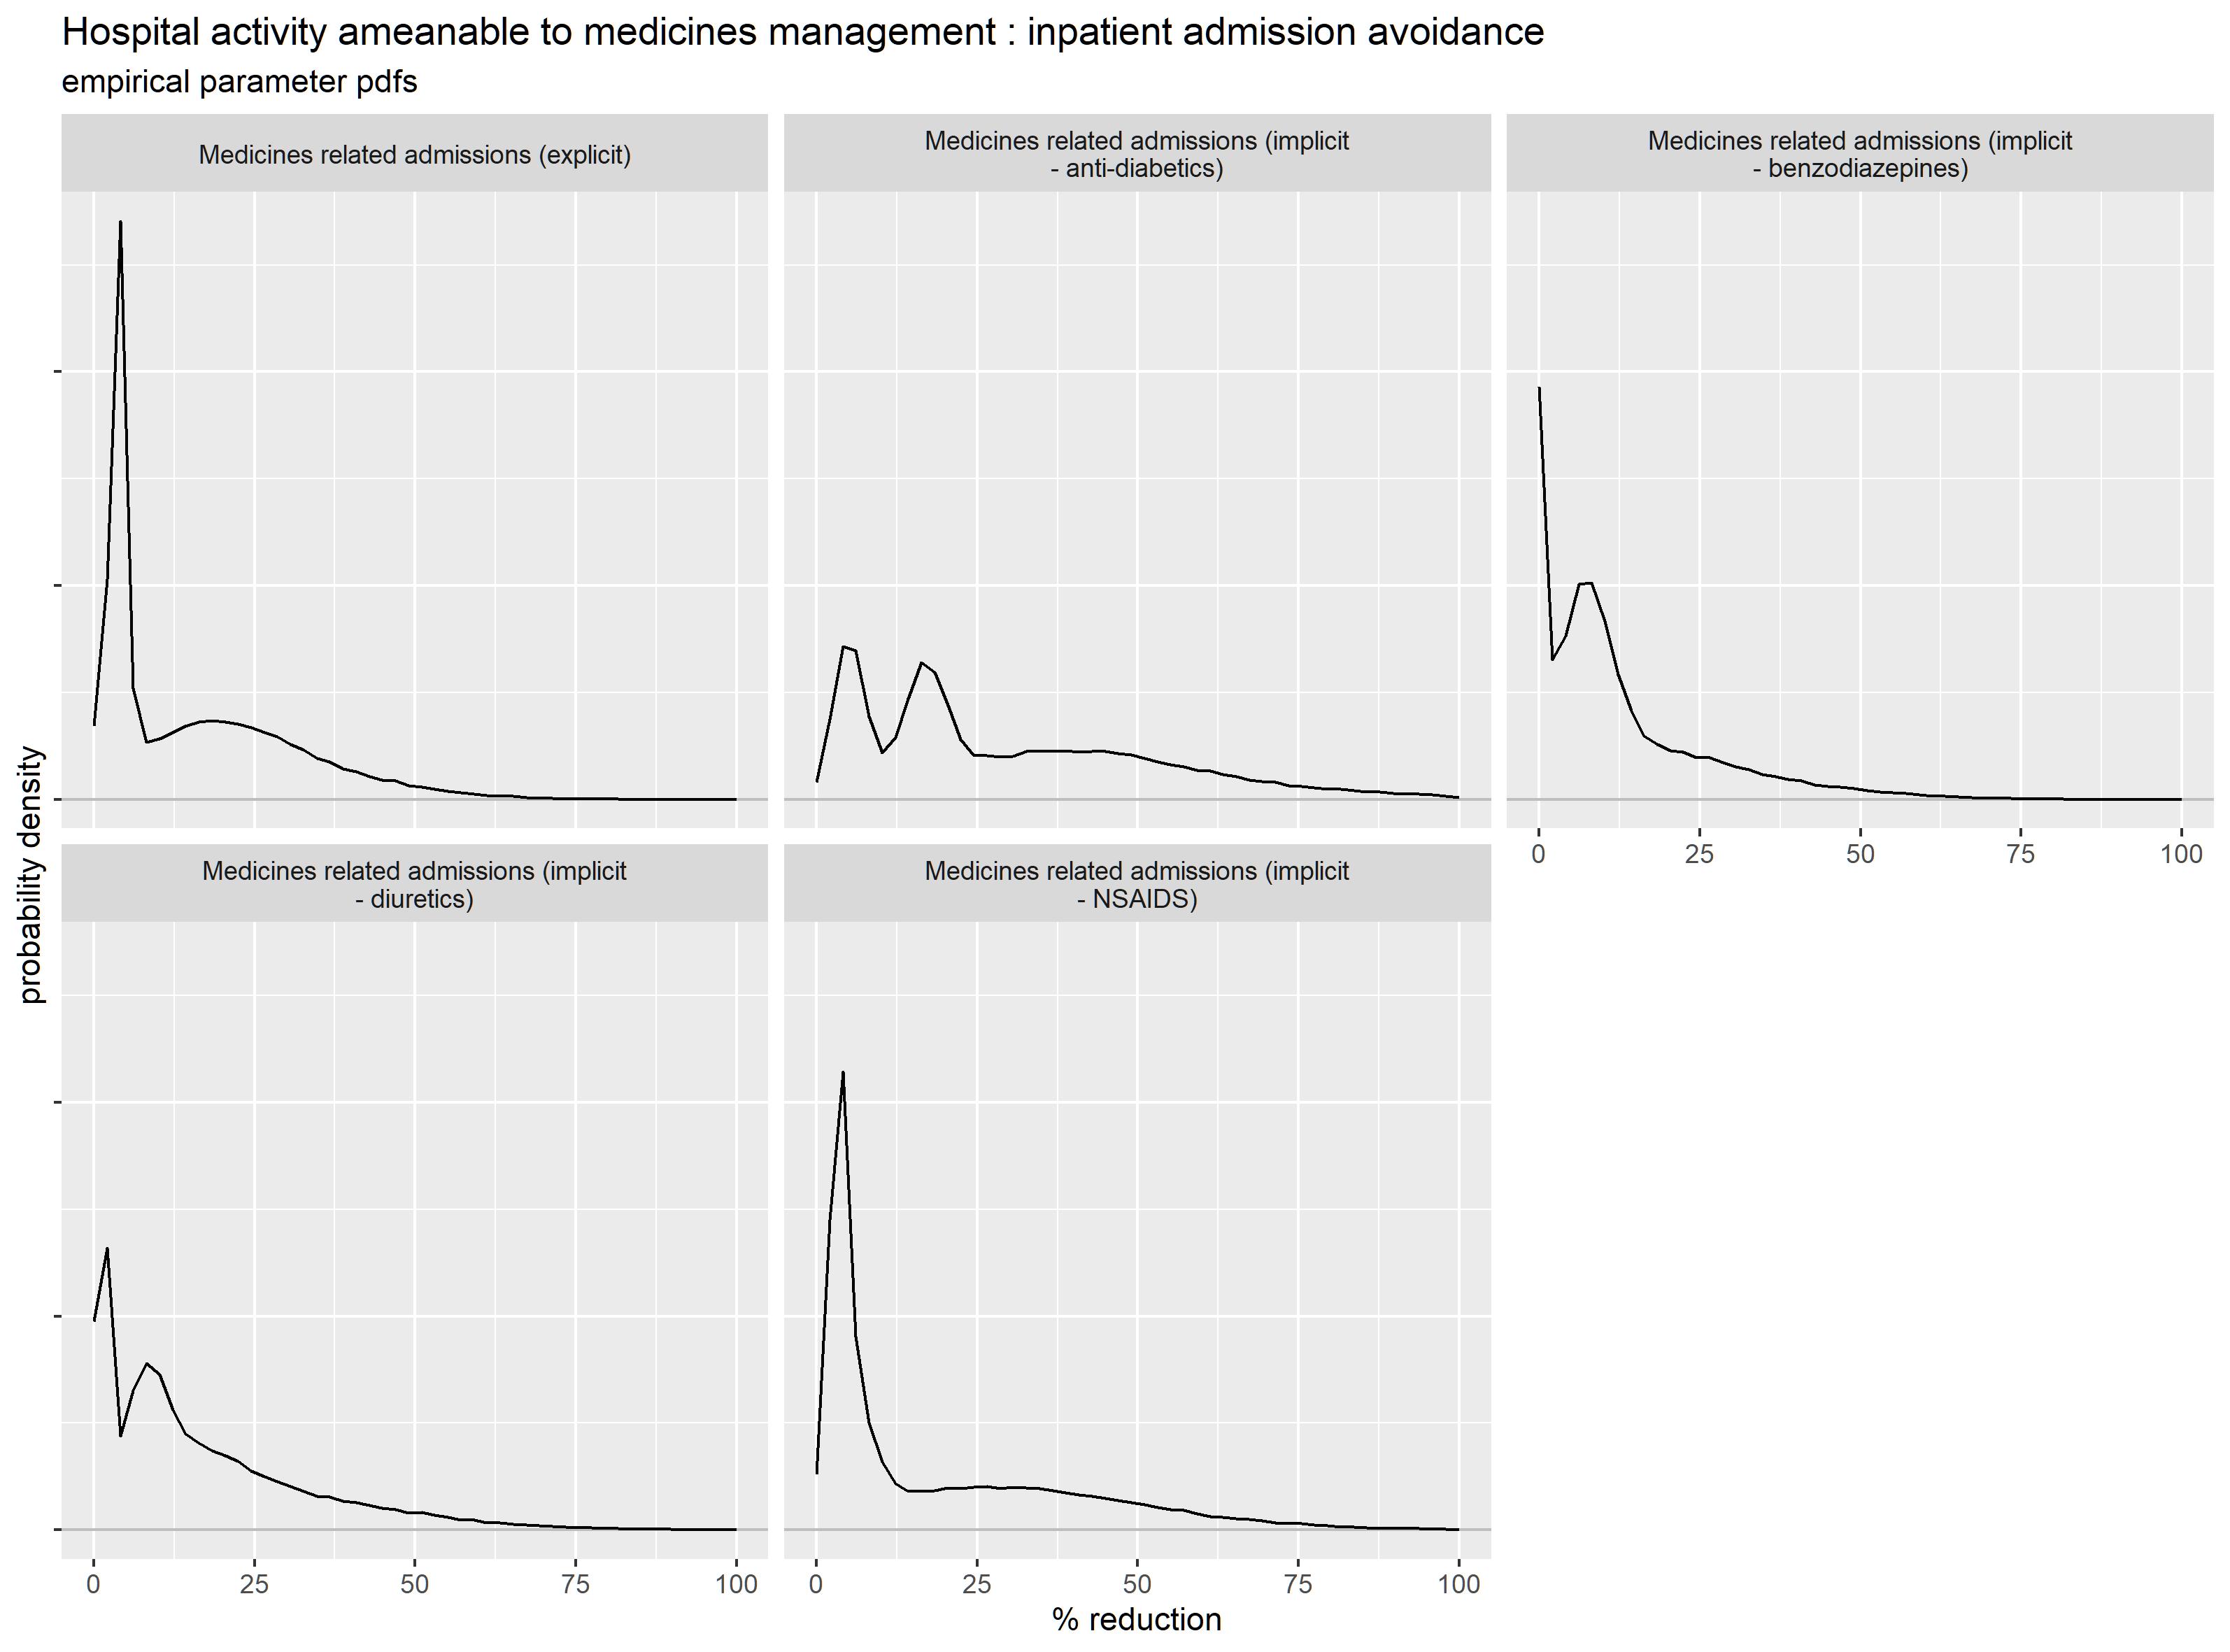 Hospital activity ameanable to medicines management : inpatient admission avoidance
empirical parameter pdfs
Medicines related admissions (explicit)
Medicines related admissions (implicit
- anti-diabetics)
Medicines related admissions (implicit
- benzodiazepines)
0 25 50 75 100
probability density
Medicines related admissions (implicit
- diuretics)
Medicines related admissions (implicit
- NSAIDS)
0 25 50 75 100
0 25 50 75 100
% reduction